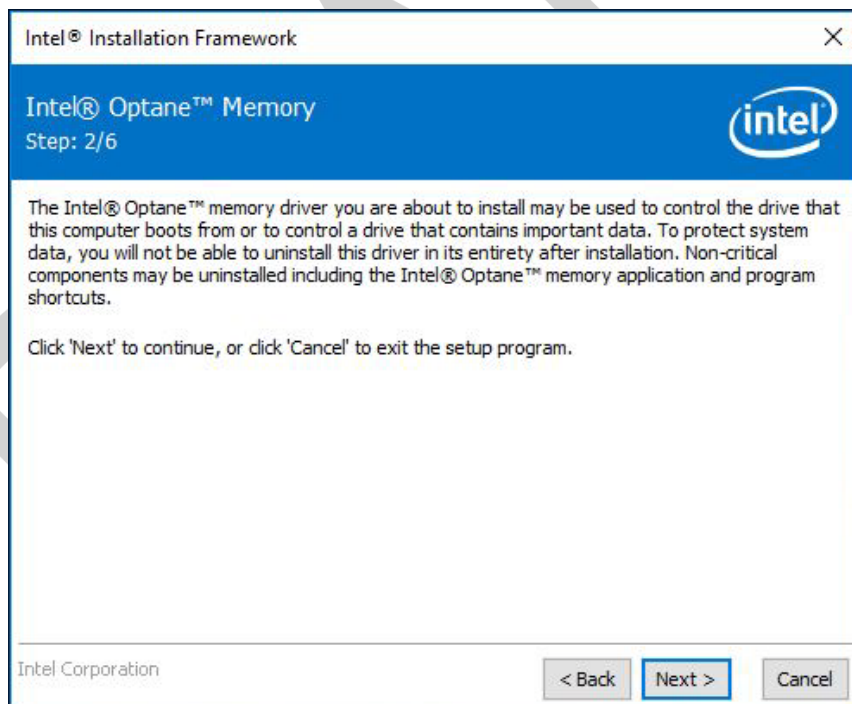 Intel® Installation Framework
Intel® Optane™ Memory
Step: 2/6
intel
The Intel® Optane™ memory driver you are about to install may be used to control the drive that
this computer boots from or to control a drive that contains important data. To protect system
data, you will not be able to uninstall this driver in its entirety after installation. Non-critical
components may be uninstalled including the Intel® Optane™ memory application and program
shortcuts.
Click 'Next' to continue, or click 'Cancel' to exit the setup program.
Intel Corporation
< Back
Next >
Cancel